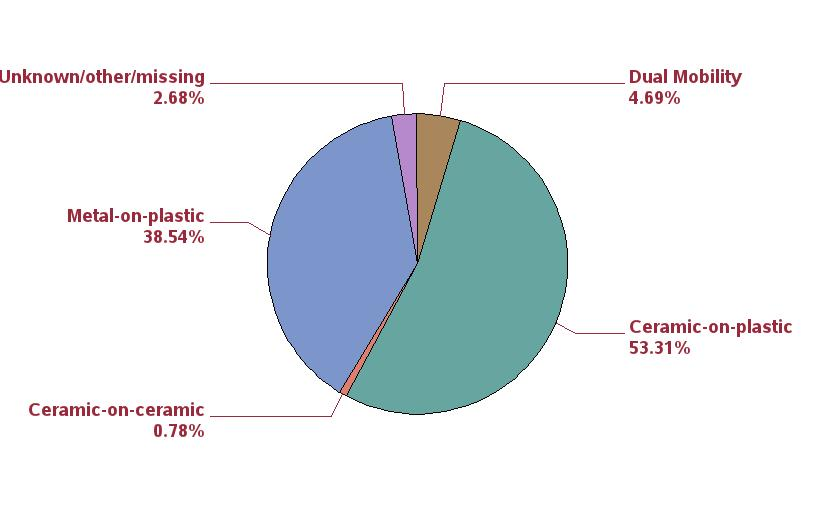 Unknown/other/missing
2.68%
Dual Mobility
4.69%
Metal-on-plastic
38.54%
Ceramic-on-plastic
53.31%
Ceramic-on-ceramic
0.78%